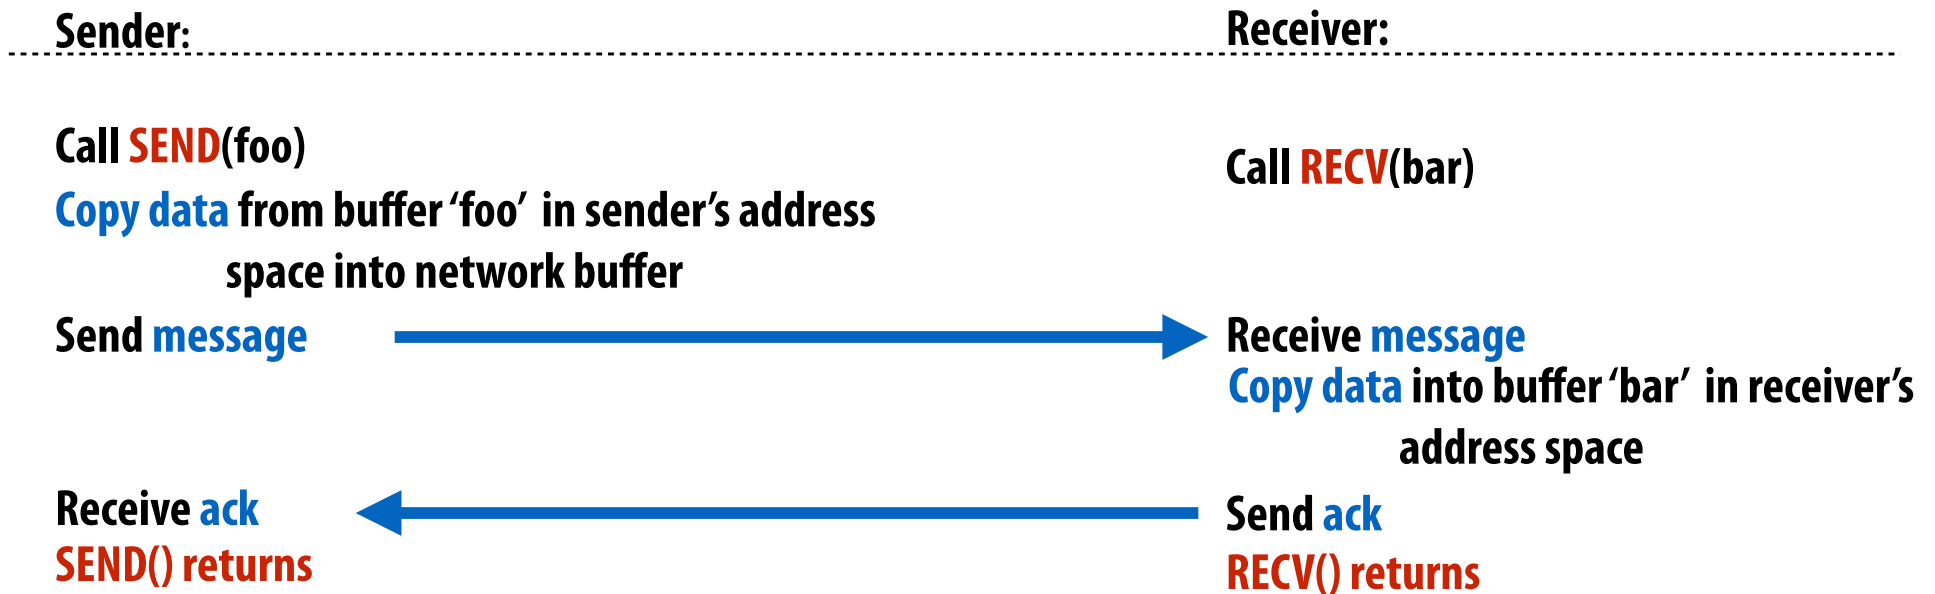 Sender:
Receiver:
Call SEND(foo)
Call RECV(bar)
Copy data from buffer ‘foo’ in sender’s address
space into network buffer
Send message
Receive message
Copy data into buffer ‘bar’ in receiver’s
address space
Receive ack
Send ack
SEND() returns
RECV() returns